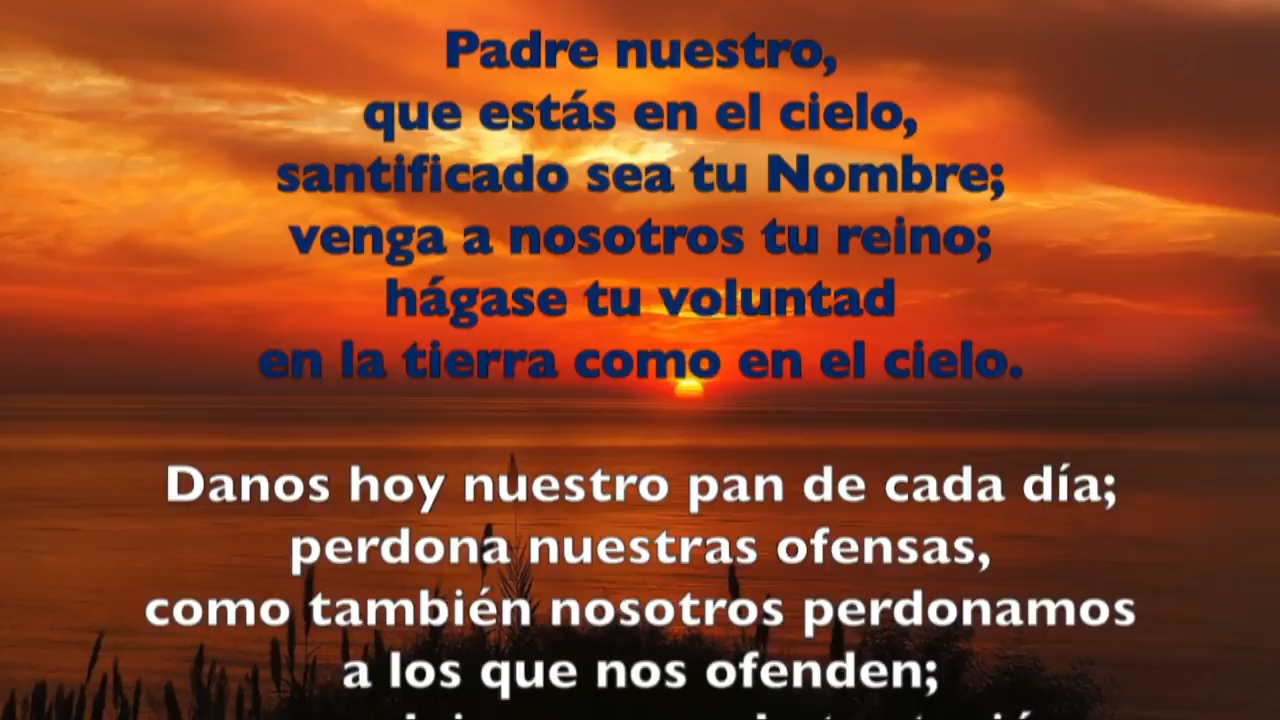 Padre nuestro,
que estás en el cielo,
santificado sea tu Nombre;
venga a nosotros tu reino;
hágase tu voluntad
en la tierra como en el cielo.
Danos hoy nuestro pan de cada día;
perdona nuestras ofensas,
como también nosotros perdonamos
a los que nos ofenden;